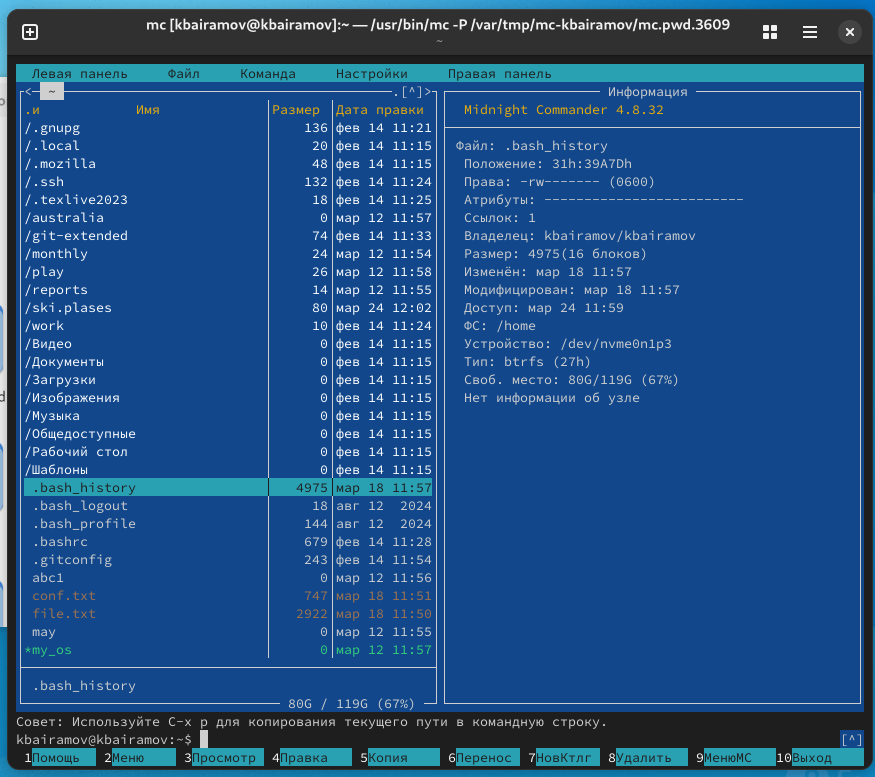 mc [kbairamov@kbairamov]:~ — /usr/bin/mc -P /var/tmp/mc-kbairamov/mc.pwd.3609
~
Левая панель Файл Команда Настройки Правая панель
<─ ~ .[^]>
.и Имя Размер Дата правки
/.gnupg 136 фев 14 11:21
/.local 20 фев 14 11:15
/.mozilla 48 фев 14 11:15
/.ssh 132 фев 14 11:24
/.texlive2023 18 фев 14 11:25
/australia 0 мар 12 11:57
/git-extended 74 фев 14 11:33
/monthly 24 мар 12 11:54
/play 26 мар 12 11:58
/reports 14 мар 12 11:55
/ski.plases 80 мар 24 12:02
/work 10 фев 14 11:24
/Видео 0 фев 14 11:15
/Документы 0 фев 14 11:15
/Загрузки 0 фев 14 11:15
/Изображения 0 фев 14 11:15
/Музыка 0 фев 14 11:15
/Общедоступные 0 фев 14 11:15
/Рабочий стол 0 фев 14 11:15
/Шаблоны 0 фев 14 11:15
.bash_history 4975 мар 18 11:57
.bash_logout 18 авг 12 2024
.bash_profile 144 авг 12 2024
.bashrc 679 фев 14 11:28
.gitconfig 243 фев 14 11:54
abc1 0 мар 12 11:56
conf.txt 747 мар 18 11:51
file.txt 2922 мар 18 11:50
may 0 мар 12 11:55
*my_os 0 мар 12 11:57
.bash_history
80G / 119G (67%)
Информация
Midnight Commander 4.8.32
Файл: .bash_history
Положение: 31h:39A7Dh
Права: -rw------- (0600)
Атрибуты: -------------------------
Ссылок: 1
Владелец: kbairamov/kbairamov
Размер: 4975(16 блоков)
Изменён: мар 18 11:57
Модифицирован: мар 18 11:57
Доступ: мар 24 11:59
ФС: /home
Устройство: /dev/nvme0n1p3
Тип: btrfs (27h)
Своб. место: 80G/119G (67%)
Нет информации об узле
Совет: Используйте C-x p для копирования текущего пути в командную строку.
kbairamov@kbairamov:~$ [^]
1Помощь 2Меню 3Просмотр 4Правка 5Копия 6Перенос 7НовКтлг 8Удалить 9МенюMC 10Выход